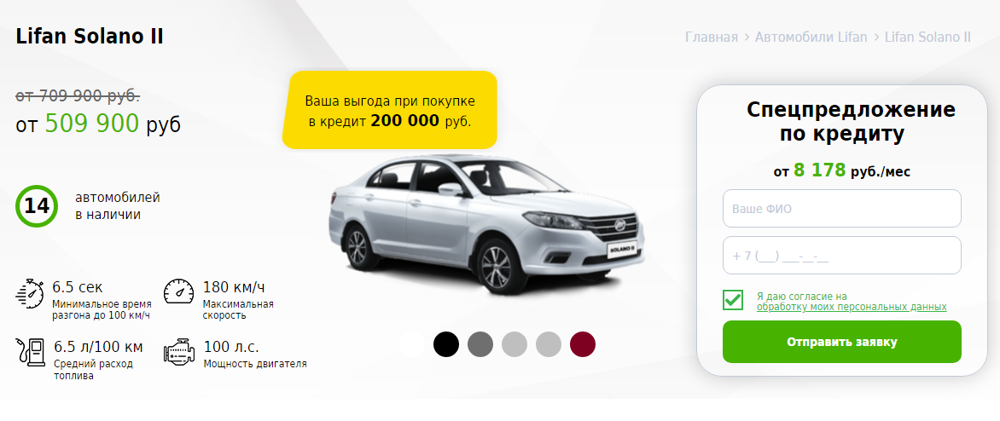 Lifan Solano II
Главная > Автомобили Lifan > Lifan Solano II
от 709 900 руб.
от 509 900 руб
Ваша выгода при покупке
в кредит 200 000 руб.
14
автомобилей
в наличии
6.5 сек
Минимальное время
разгона до 100 км/ч
180 км/ч
Максимальная
скорость
6.5 л/100 км
Средний расход
топлива
100 л.с.
Мощность двигателя
SOLANO II
Спецпредложение
по кредиту
от 8 178 руб./мес
Ваше ФИО
+ 7 (___) ___-__-__
Я даю согласие на
обработку моих персональных данных
Отправить заявку